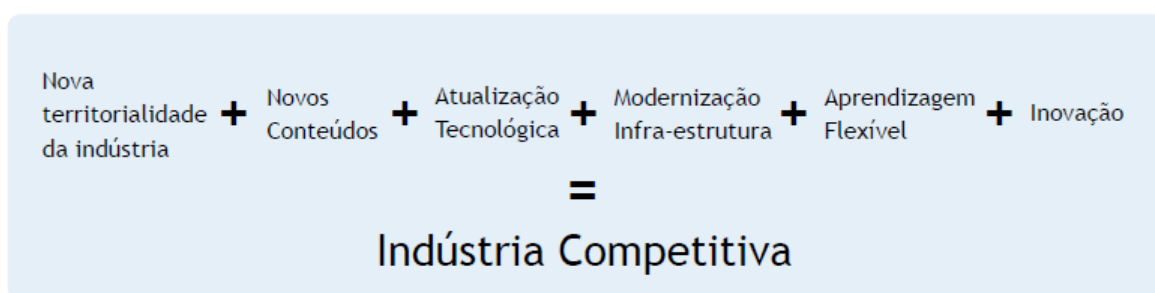 Nova
territorialidade
da indústria
+
Novos
Conteúdos
+
Atualização
Tecnológica
+
Modernização
Infra-estrutura
+
Aprendizagem
Flexível
+
Inovação
=
Indústria Competitiva